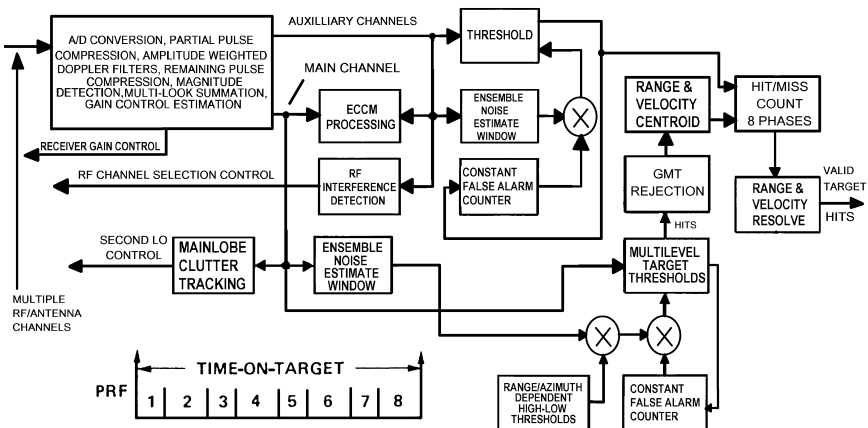 AUXILLIARY CHANNELS
A/D CONVERSION, PARTIAL PULSE
COMPRESSION, AMPLITUDE WEIGHTED
DOPPLER FILTERS, REMAINING PULSE
COMPRESSION, MAGNITUDE
DETECTION,MULTI-LOOK SUMMATION,
GAIN CONTROL ESTIMATION
MAIN CHANNEL
THRESHOLD
ECCM
PROCESSING
ENSEMBLE
NOISE
ESTIMATE
WINDOW
X
RANGE &
VELOCITY
CENTROID
HIT/MISS
COUNT
8 PHASES
RECEIVER GAIN CONTROL
RF CHANNEL SELECTION CONTROL
RF
INTERFERENCE
DETECTION
CONSTANT
FALSE ALARM
COUNTER
GMT
REJECTION
RANGE &
VELOCITY
RESOLVE
VALID
TARGET
HITS
HITS
SECOND LO
CONTROL
MAINLOBE
CLUTTER
TRACKING
ENSEMBLE
NOISE
ESTIMATE
WINDOW
MULTILEVEL
TARGET
THRESHOLDS
MULTIPLE
RF/ANTENNA
CHANNELS
X
X
TIME-ON-TARGET
PRF
1 2 3 4 5 6 7 8
RANGE/AZIMUTH
DEPENDENT
HIGH-LOW
THRESHOLDS
CONSTANT
FALSE ALARM
COUNTER